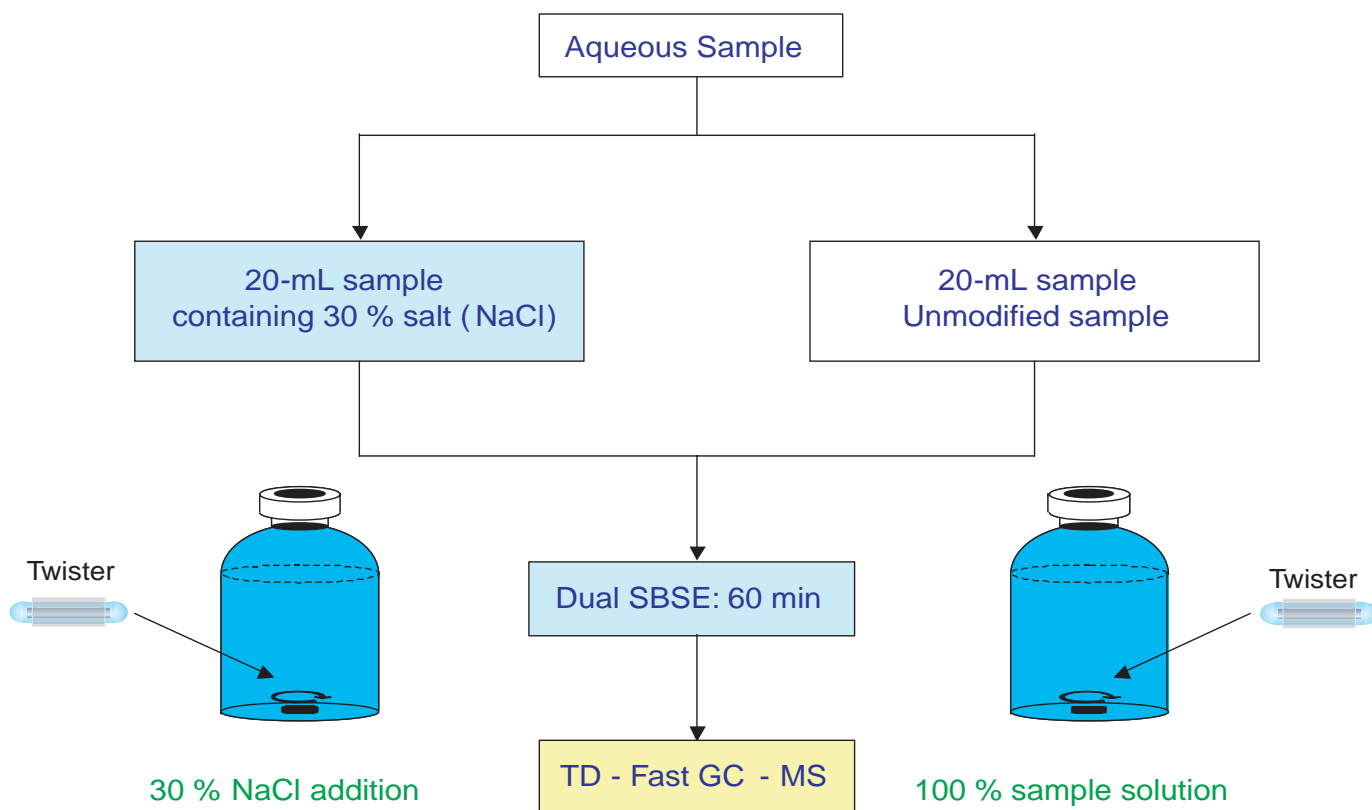 Aqueous Sample
20-mL sample
containing 30 % salt (NaCl)
20-mL sample
Unmodified sample
Twister
Dual SBSE: 60 min
Twister
TD - Fast GC - MS
30 % NaCl addition
100 % sample solution